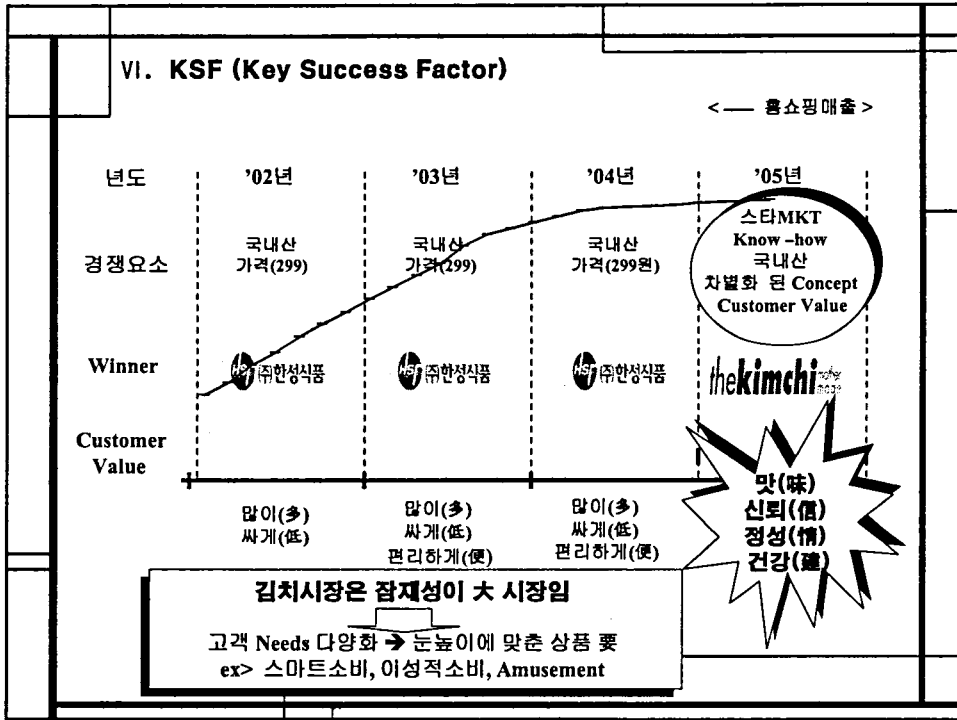 VI. KSF (Key Success Factor)
< — 홈쇼핑매출 >
년도 '02년 '03년 '04년 '05년
경쟁요소
국내산
가격(299)
국내산
가격(299)
국내산
가격(299원)
스타MKT
Know –how
국내산
차별화 된 Concept
Customer Value
Winner
HSF ㈜한성식품
HSF ㈜한성식품
HSF ㈜한성식품
thekimchi
Customer
Value
많이(多)
싸게(低)
많이(多)
싸게(低)
편리하게(便)
많이(多)
싸게(低)
편리하게(便)
맛(味)
신뢰(信)
정성(情)
건강(建)
김치시장은 잠재성이 大 시장임
고객 Needs 다양화 ➔ 눈높이에 맞춘 상품 要
ex> 스마트소비, 이성적소비, Amusement